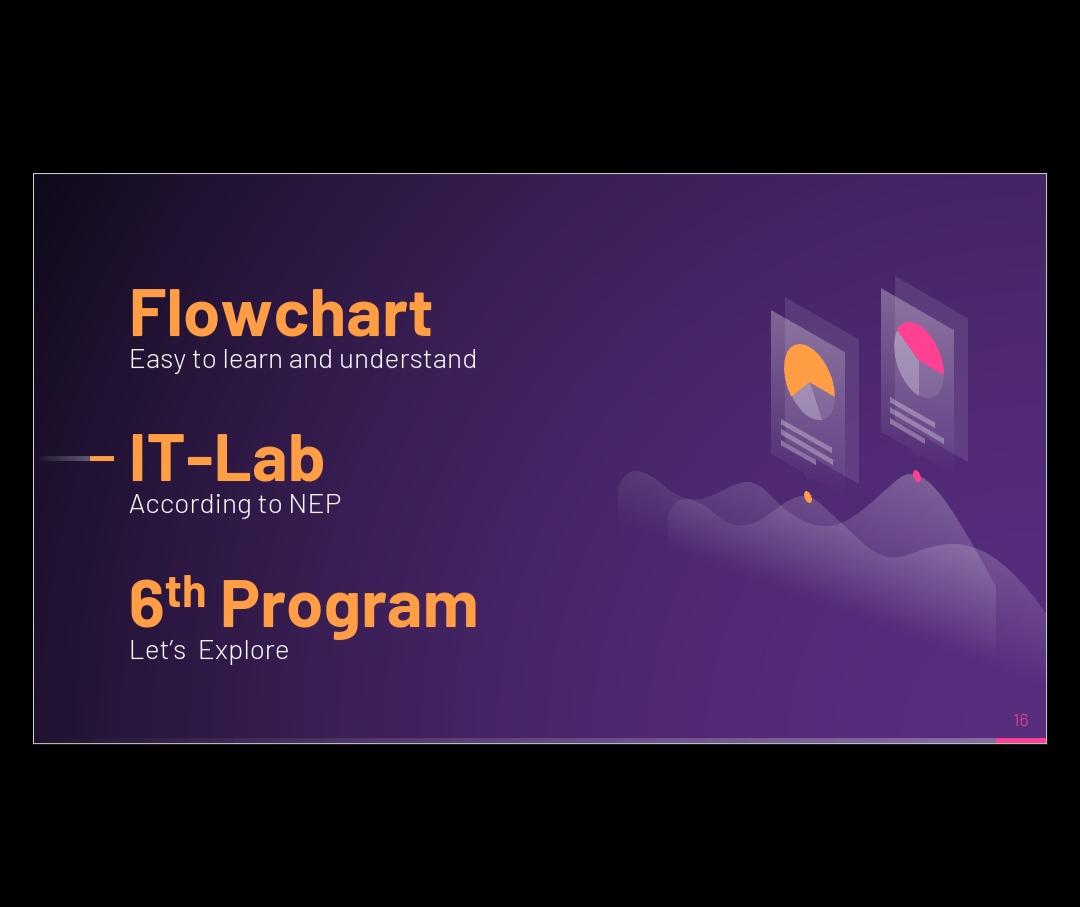 Flowchart
Easy to learn and understand
IT-Lab
According to NEP
6th Program
Let’s  Explore
16